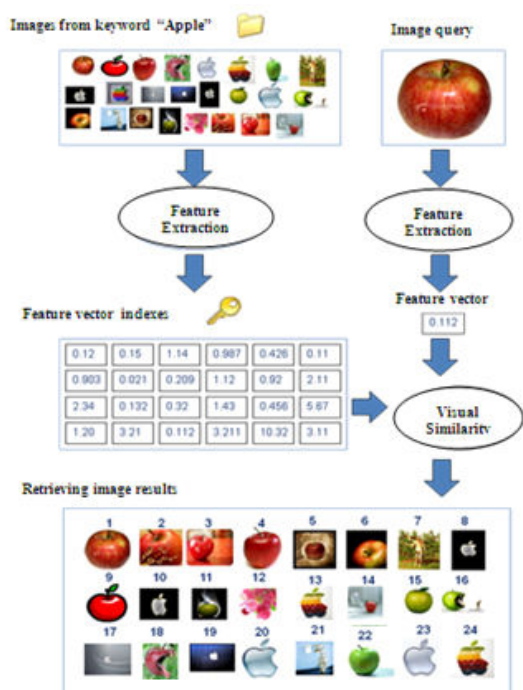 Images from keyword “Apple”
Image query
Feature
Extraction
Feature
Extraction
Feature vector indexes
Feature vector
0.112
0.12 0.15 1.14 0.987 0.426 0.11
0.903 0.021 0.209 1.12 0.92 2.11
2.34 0.132 0.32 1.43 0.456 5.67
1.20 3.21 0.112 3.211 10.32 3.11
Visual
Similarity
Retrieving image results
1 2 3 4 5 6 7 8
9 10 11 12 13 14 15 16
17 18 19 20 21 22 23 24